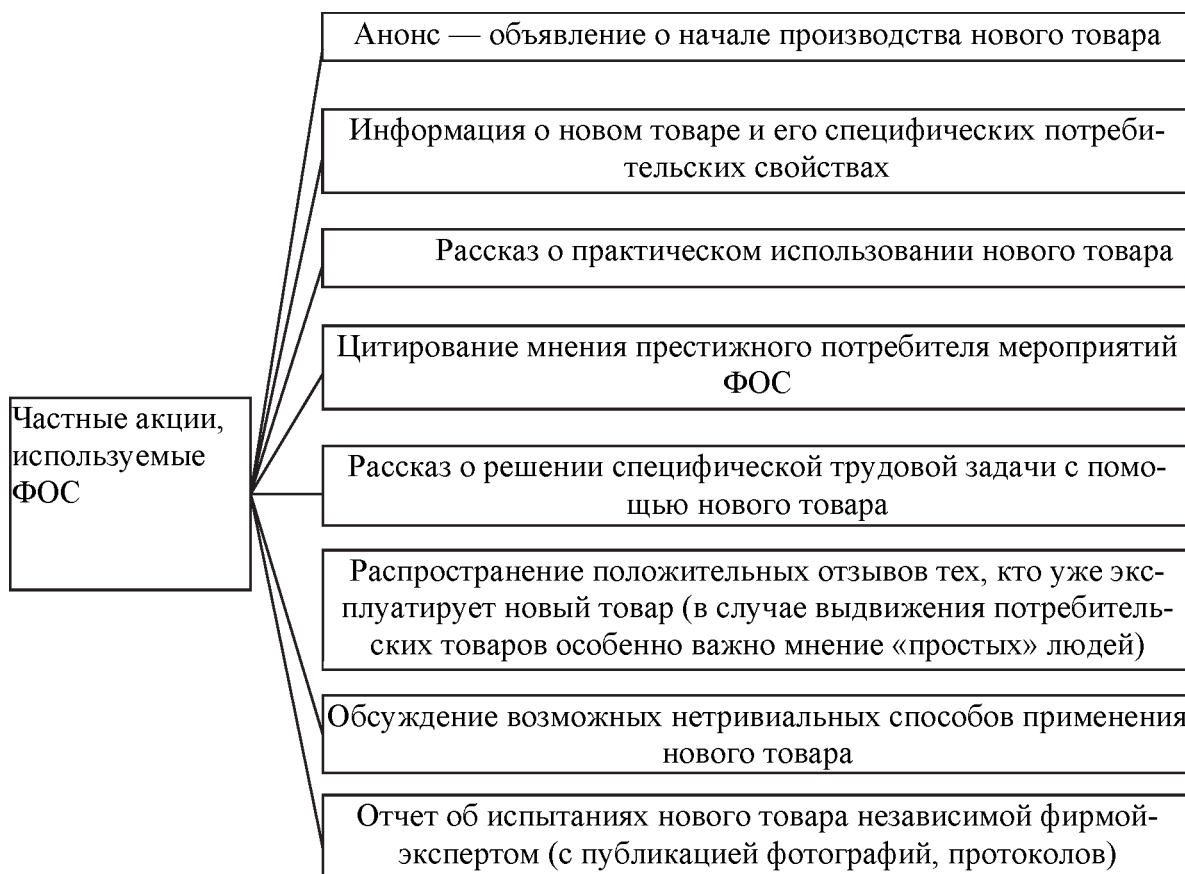 Анонс — объявление о начале производства нового товара
Информация о новом товаре и его специфических потреби-
тельских свойствах
Рассказ о практическом использовании нового товара
Цитирование мнения престижного потребителя мероприятий
ФОС
Частные акции,
используемые
ФОС
Рассказ о решении специфической трудовой задачи с помо-
щью нового товара
Распространение положительных отзывов тех, кто уже экс-
плуатирует новый товар (в случае выдвижения потребитель-
ских товаров особенно важно мнение «простых» людей)
Обсуждение возможных нетривиальных способов применения
нового товара
Отчет об испытаниях нового товара независимой фирмой-
экспертом (с публикацией фотографий, протоколов)